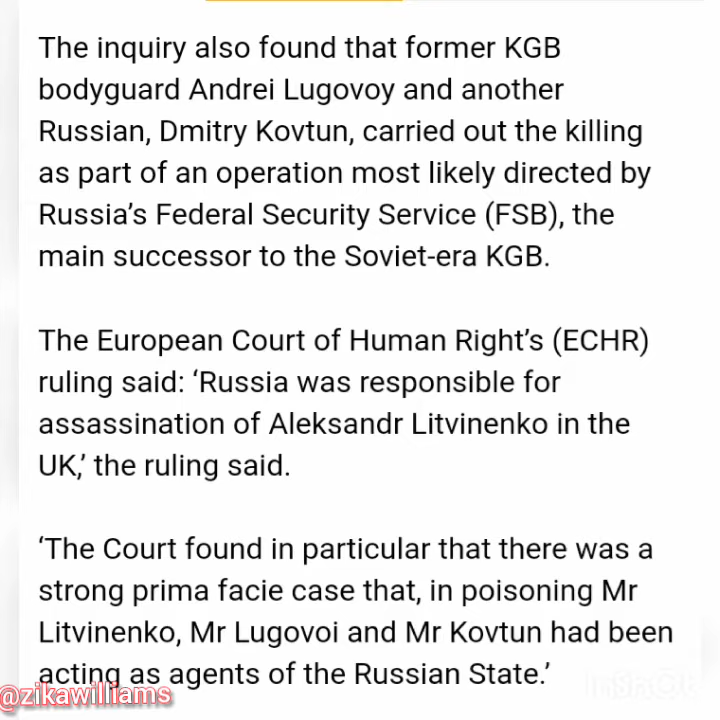 The inquiry also found that former KGB
bodyguard Andrei Lugovoy and another
Russian, Dmitry Kovtun, carried out the killing
as part of an operation most likely directed by
Russia’s Federal Security Service (FSB), the
main successor to the Soviet-era KGB.
The European Court of Human Right’s (ECHR)
ruling said: ‘Russia was responsible for
assassination of Aleksandr Litvinenko in the
UK,’ the ruling said.
‘The Court found in particular that there was a
strong prima facie case that, in poisoning Mr
Litvinenko, Mr Lugovoi and Mr Kovtun had been
acting as agents of the Russian State.’
@zikawilliams
InShOt